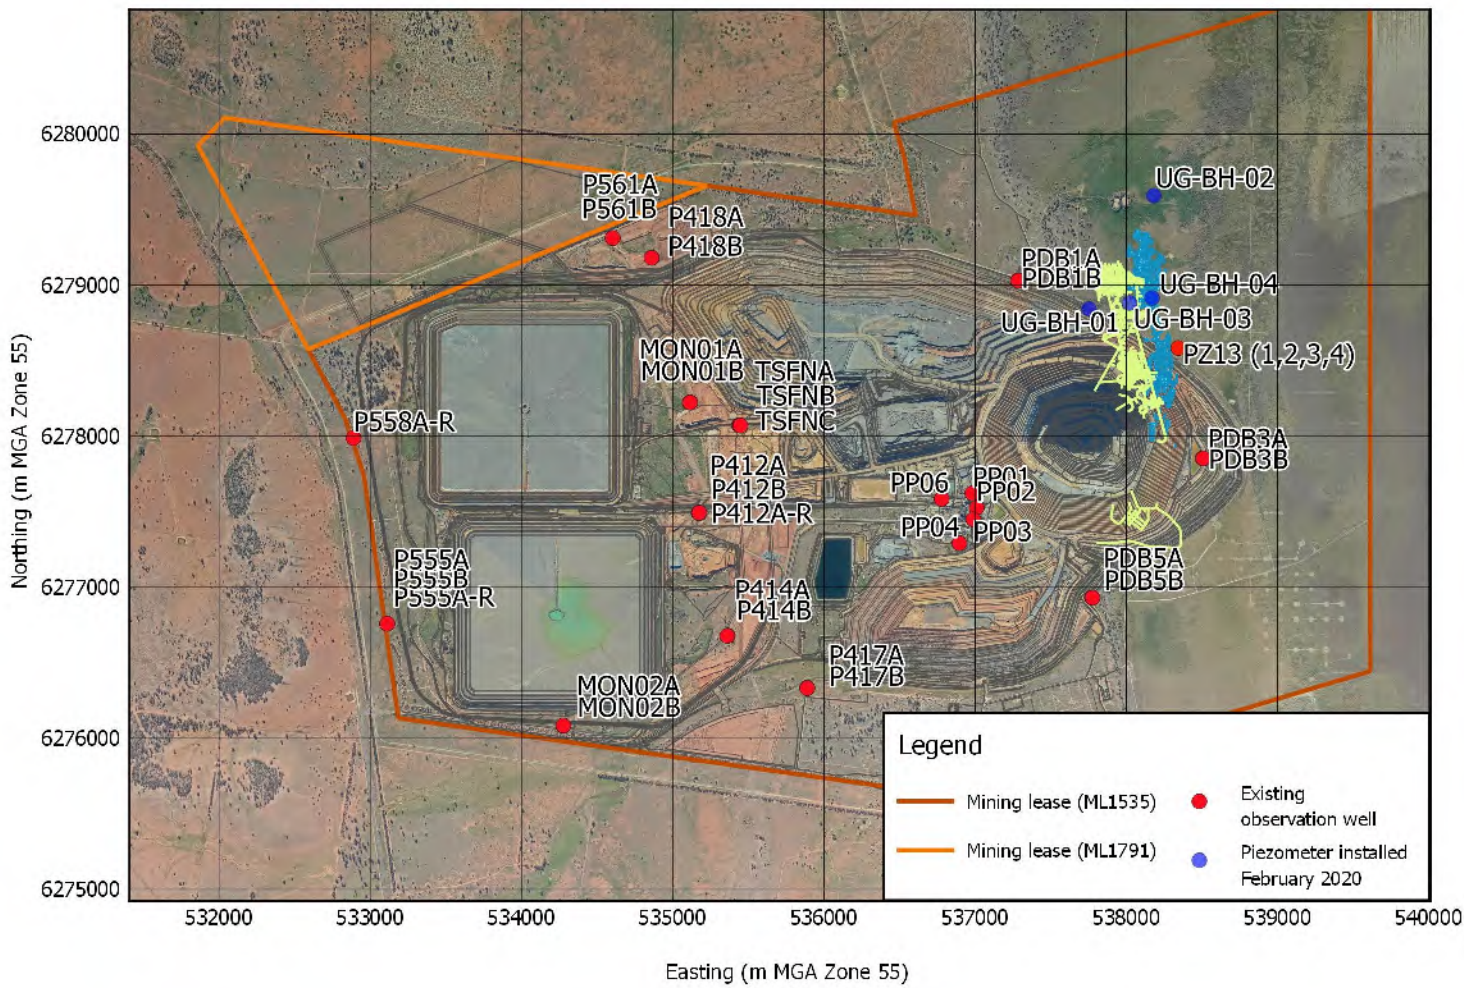 6280000
6279000
6278000
6277000
6276000
6275000
Northing (m MGA Zone 55)
P561A
P561B
P418A
P418B
UG-BH-02
PDB1A
PDB1B
UG-BH-04
UG-BH-01
UG-BH-03
PZ13 (1,2,3,4)
MON01A
MON01B
TSFNA
TSFNB
TSFNC
P558A-R
PDB3A
PDB3B
P412A
P412B
P412A-R
PP06
PP01
PP02
PP04
PP03
P555A
P555B
P555A-R
PDB5A
PDB5B
P414A
P414B
P417A
P417B
MON02A
MON02B
Legend
Mining lease (ML1535)
Mining lease (ML1791)
Existing
observation well
Piezometer installed
February 2020
532000 533000 534000 535000 536000 537000 538000 539000 540000
Easting (m MGA Zone 55)